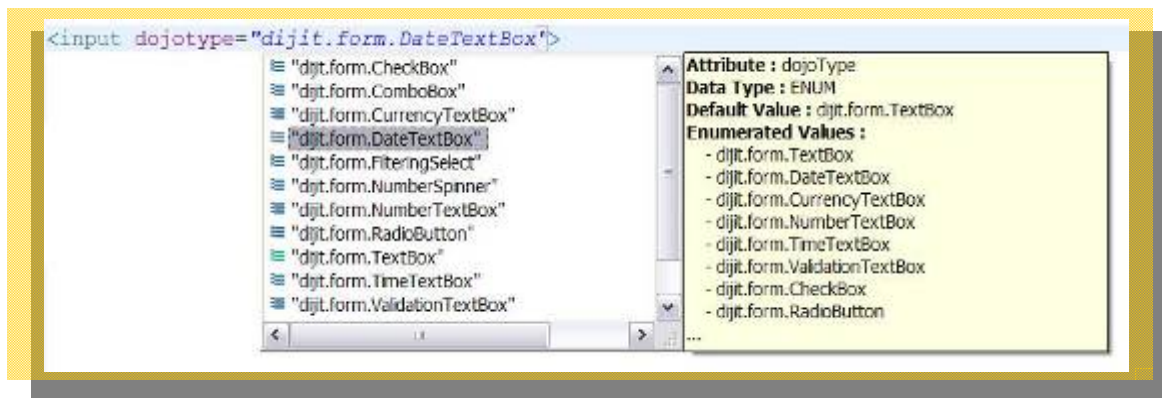 <input dojotype="dijit.form.DateTextBox">
"dijit.form.CheckBox"
"dijit.form.ComboBox"
"dijit.form.CurrencyTextBox"
"dijit.form.DateTextBox"
"dijit.form.FilteringSelect"
"dijit.form.NumberSpinner"
"dijit.form.NumberTextBox"
"dijit.form.RadioButton"
"dijit.form.TextBox"
"dijit.form.TimeTextBox"
"dijit.form.ValidationTextBox"
Attribute : dojoType
Data Type : ENUM
Default Value : dijit.form.TextBox
Enumerated Values :
- dijit.form.TextBox
- dijit.form.DateTextBox
- dijit.form.CurrencyTextBox
- dijit.form.NumberTextBox
- dijit.form.TimeTextBox
- dijit.form.ValidationTextBox
- dijit.form.CheckBox
- dijit.form.RadioButton
...